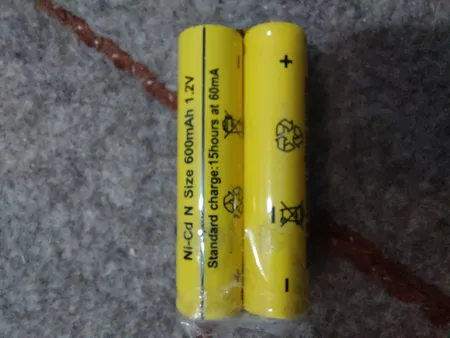 Ni-Cd N Size 600mAh 1.2V
Standard charge:15hours at 60mA
+
−